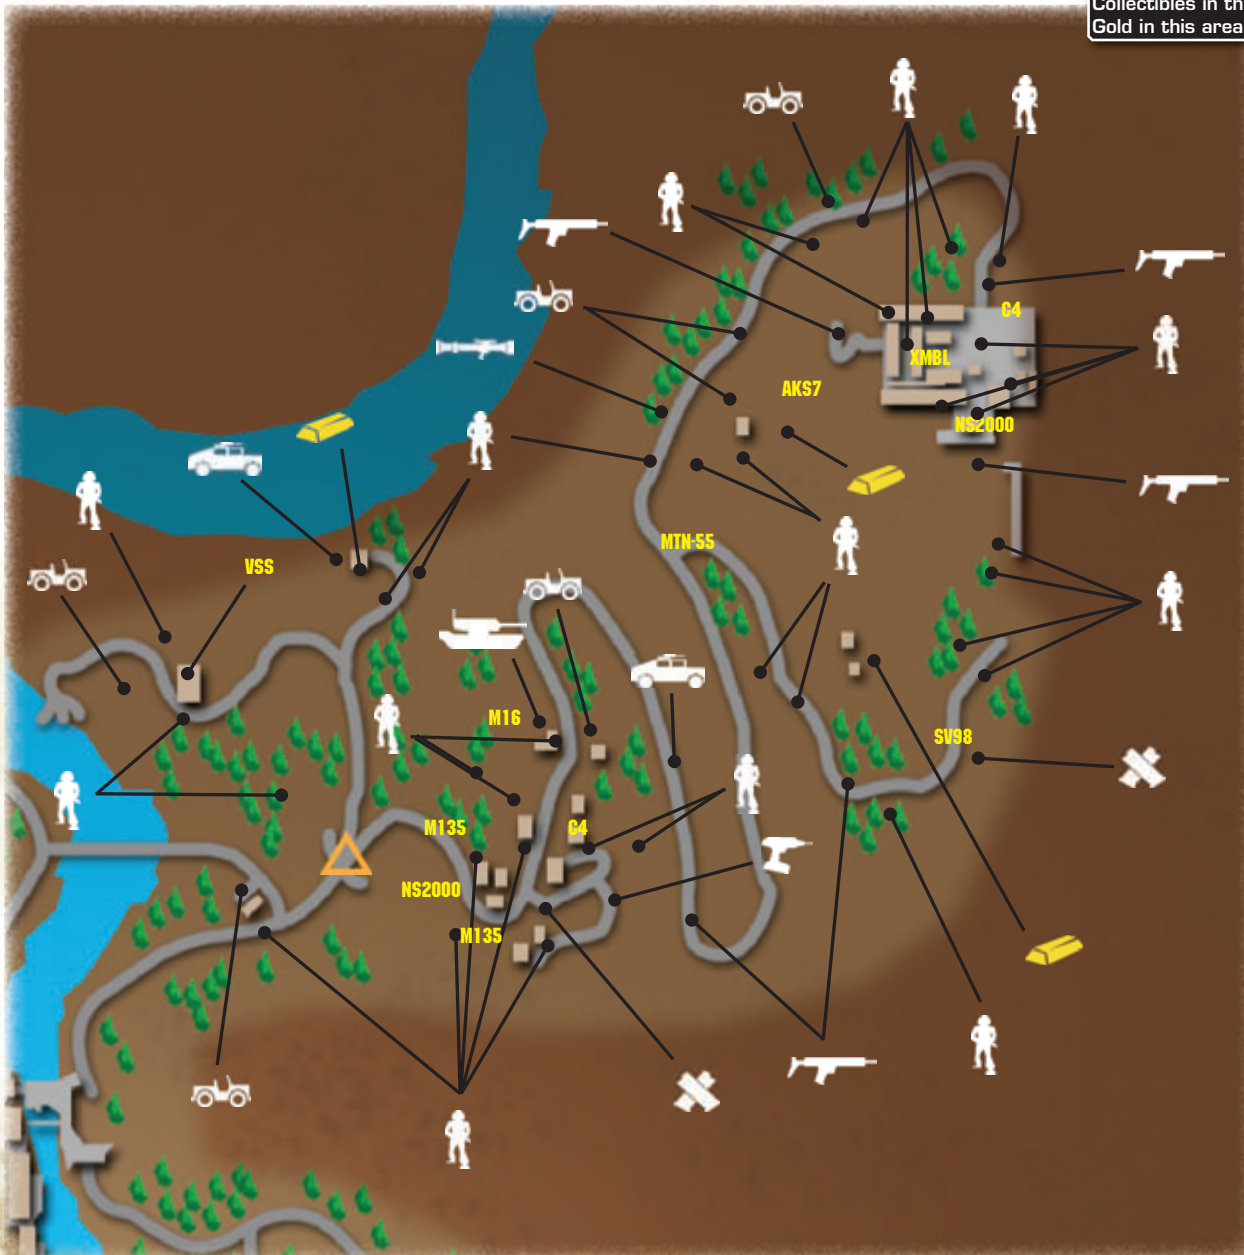 Collectibles in th
Gold in this area
C4
XMBL
AKS7
NS2000
MTN-55
VSS
M16
SV98
M135
C4
NS2000
M135